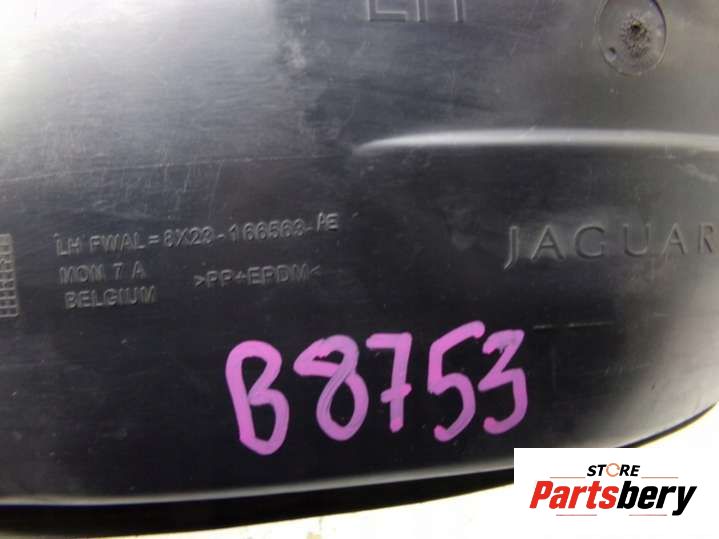 LH
LH FWAL = 8X23-166563-AE
MOM 7 A >PP+EPDM<
BELGIUM
JAGUAR
B8753
STORE
Partsbery